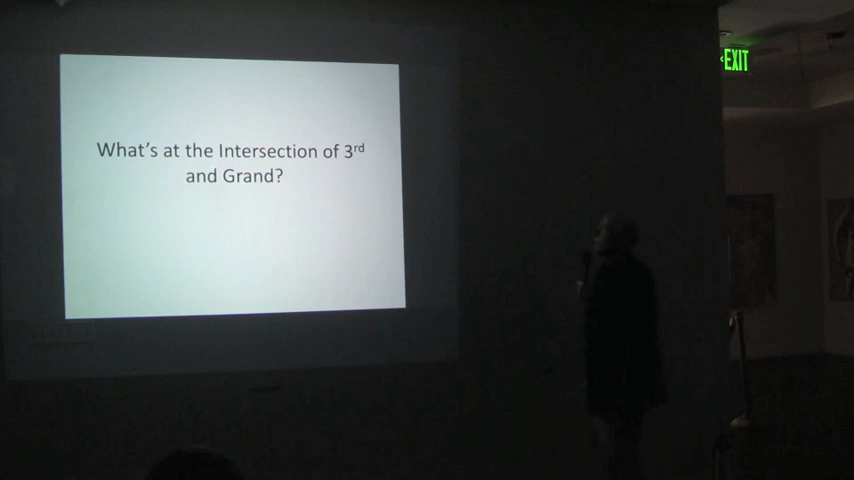 What's at the Intersection of 3rd
and Grand?
EXIT